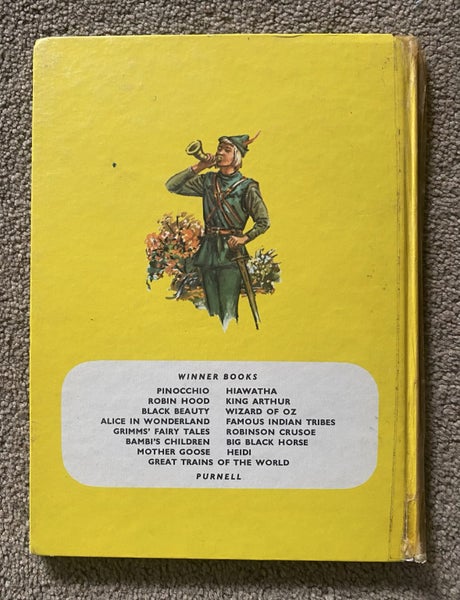 WINNER BOOKS
PINOCCHIO HIAWATHA
ROBIN HOOD KING ARTHUR
BLACK BEAUTY WIZARD OF OZ
ALICE IN WONDERLAND FAMOUS INDIAN TRIBES
GRIMMS' FAIRY TALES ROBINSON CRUSOE
BAMBI'S CHILDREN BIG BLACK HORSE
MOTHER GOOSE HEIDI
GREAT TRAINS OF THE WORLD
PURNELL